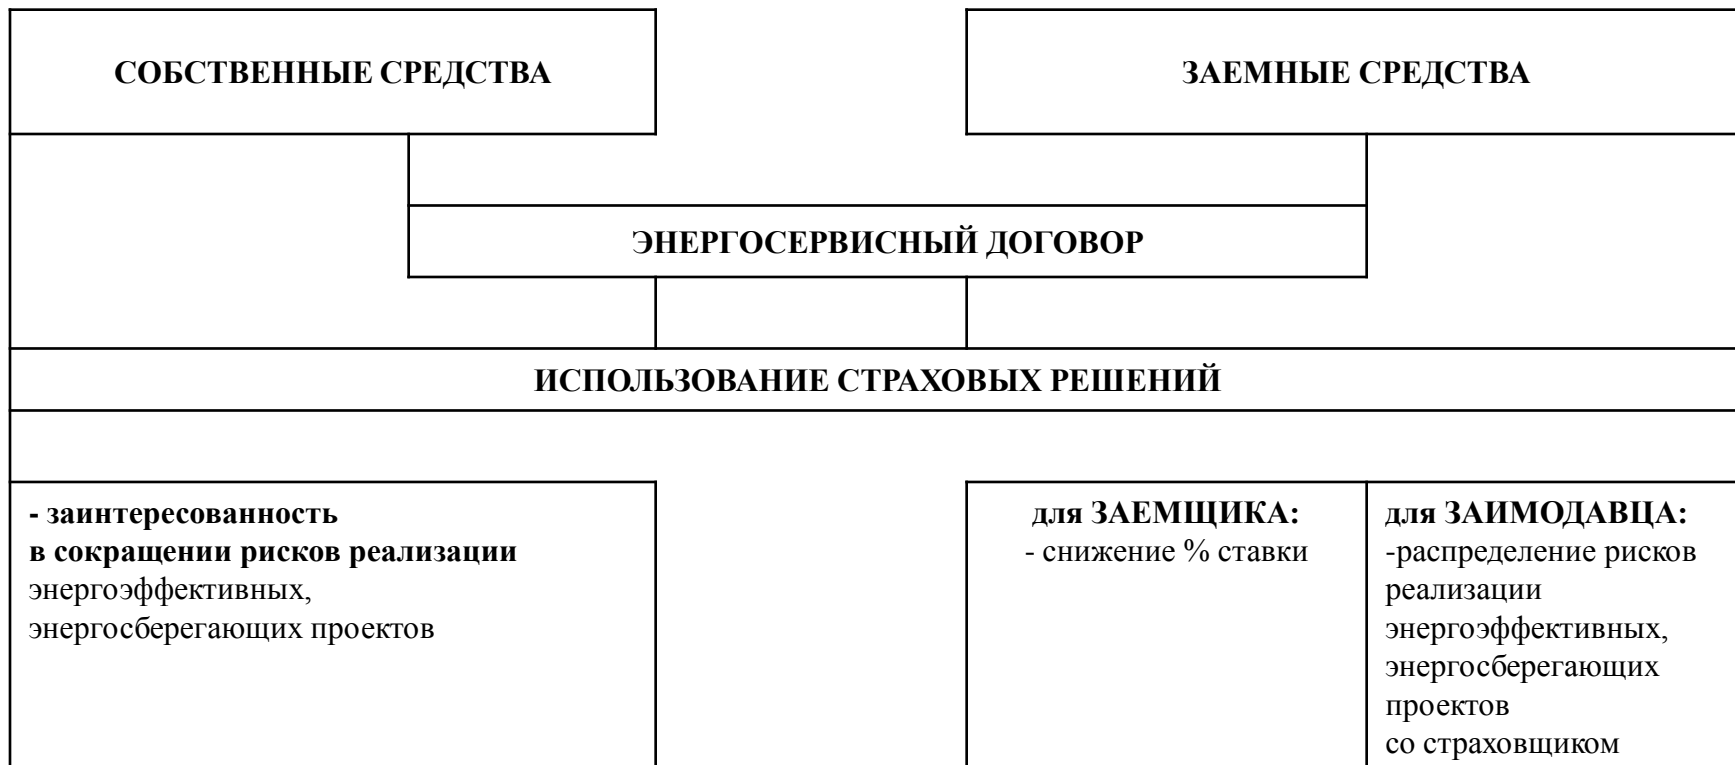 СОБСТВЕННЫЕ СРЕДСТВА
ЗАЕМНЫЕ СРЕДСТВА
ЭНЕРГОСЕРВИСНЫЙ ДОГОВОР
ИСПОЛЬЗОВАНИЕ СТРАХОВЫХ РЕШЕНИЙ
- заинтересованность
в сокращении рисков реализации
энергоэффективных,
энергосберегающих проектов
для ЗАЕМЩИКА:
- снижение % ставки
для ЗАИМОДАВЦА:
-распределение рисков
реализации
энергоэффективных,
энергосберегающих
проектов
со страховщиком